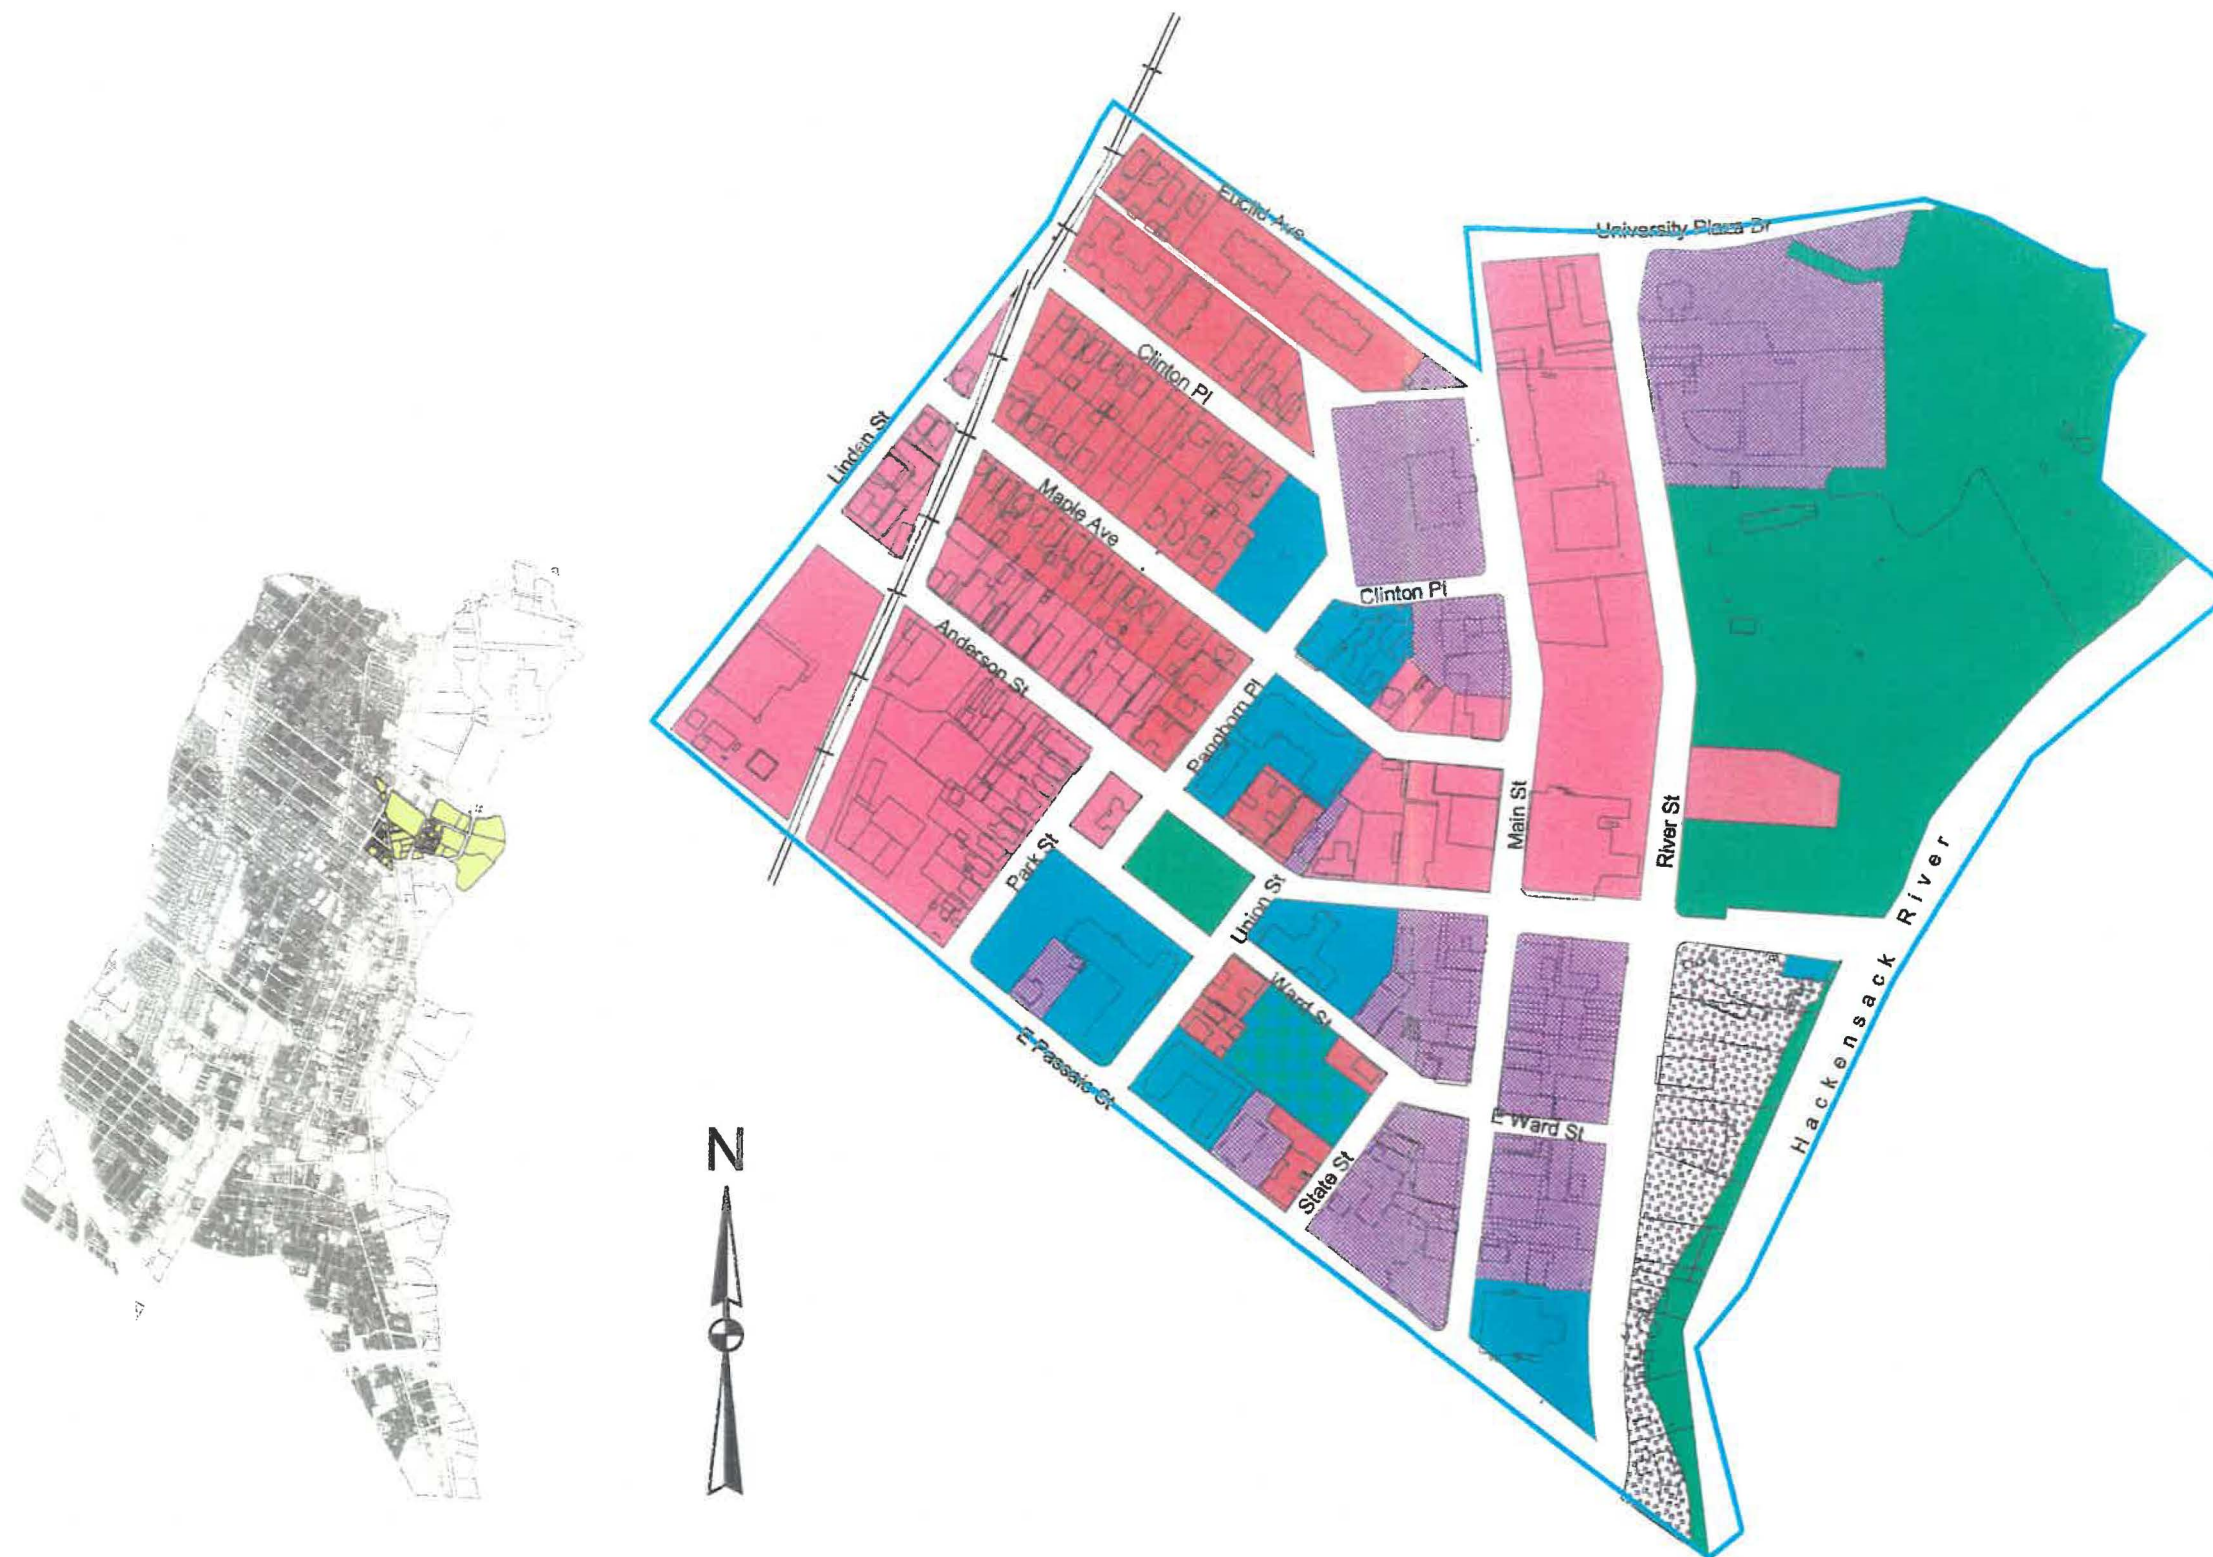 Euclid Ave
University Plaza Dr
Clinton Pl
Linden St
Maple Ave
Clinton Pl
Anderson St
Pangborn Pl
Main St
River St
Park St
Union St
Hackensack River
Ward St
E Passaic St
E Ward St
State St
N